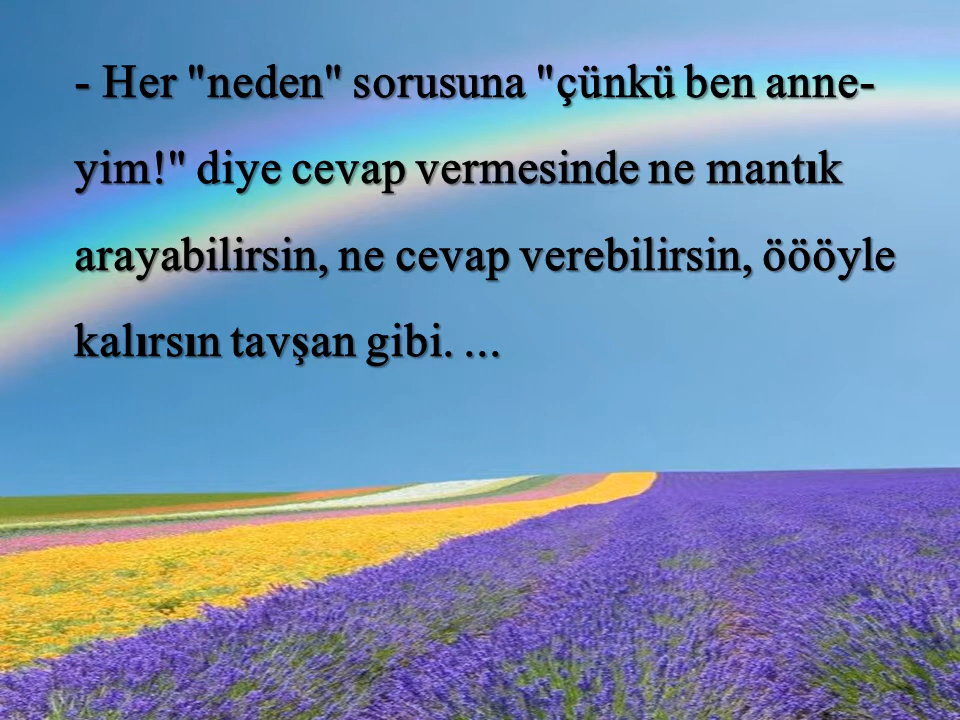 - Her "neden" sorusuna "çünkü ben anne-
yim!" diye cevap vermesinde ne mantık
arayabilirsin, ne cevap verebilirsin, öööyle
kalırsın tavşan gibi. ...